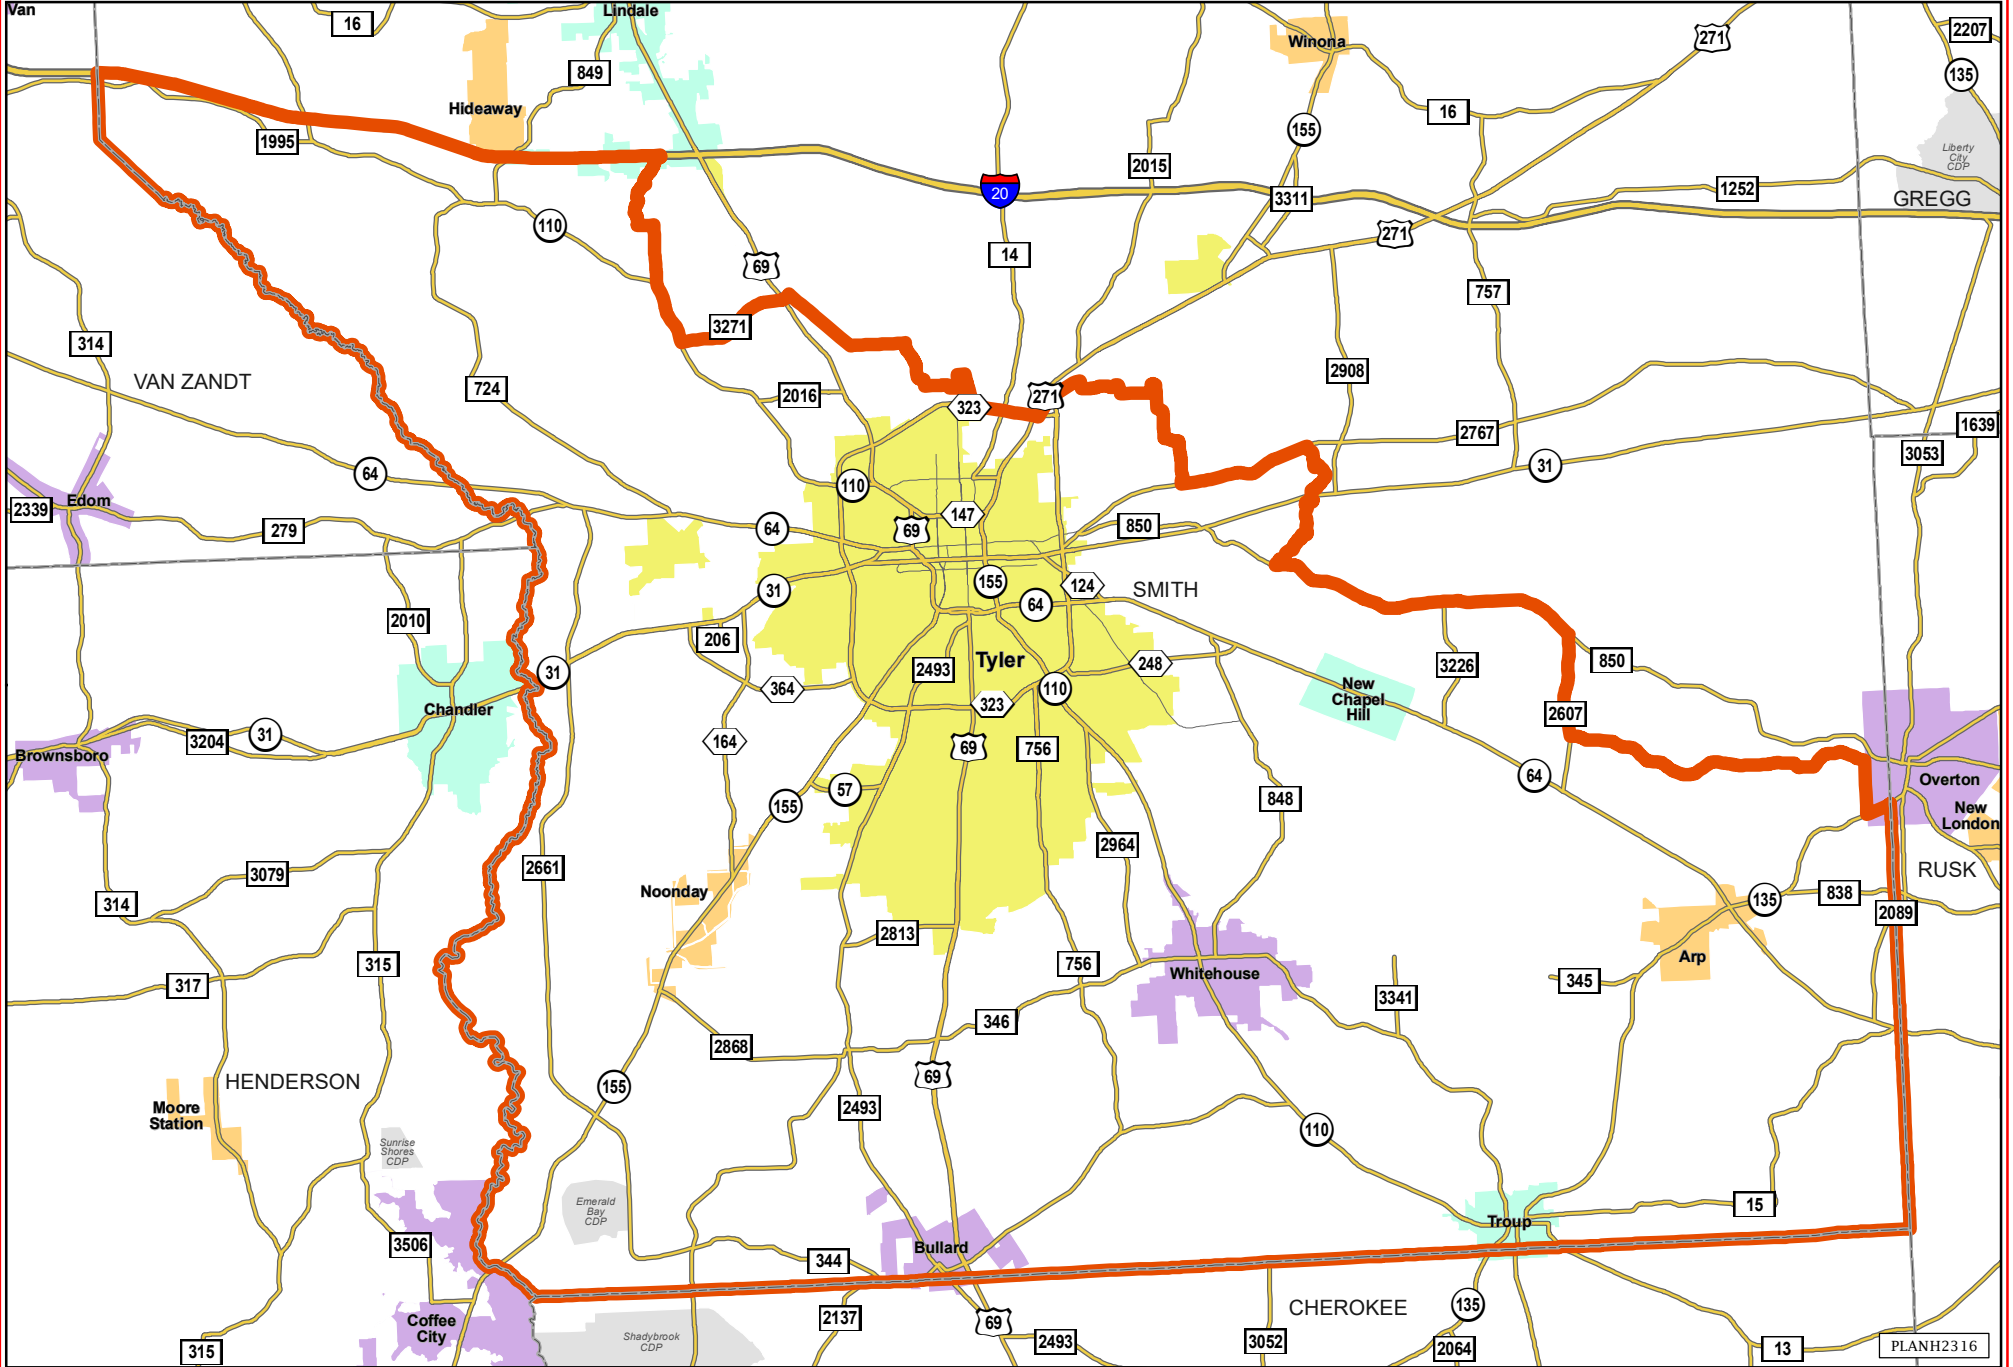 Van
16
Lindale
Winona
271
2207
849
135
Hideaway
16
1995
155
2015
Liberty
City
CDP
20
3311
1252
GREGG
110
271
14
69
757
3271
314
2908
VAN ZANDT
724
2016
271
323
1639
2767
3053
31
64
110
Edom
2339
147
279
64
69
850
155
124
SMITH
31
64
2010
206
Tyler
248
3226
850
31
2493
364
110
New
Chapel
Hill
Chandler
323
2607
3204
31
164
69
756
Brownsboro
64
Overton
57
155
848
New
London
2964
3079
2661
RUSK
Noonday
135
838
314
2089
2813
Arp
315
756
Whitehouse
317
345
3341
346
2868
HENDERSON
69
155
Moore
Station
2493
110
Sunrise
Shores
CDP
Emerald
Bay
CDP
15
Troup
3506
Bullard
344
CHEROKEE
135
2137
69
Coffee
City
Shadybrook
CDP
2493
3052
2064
13
315
PLANH2316